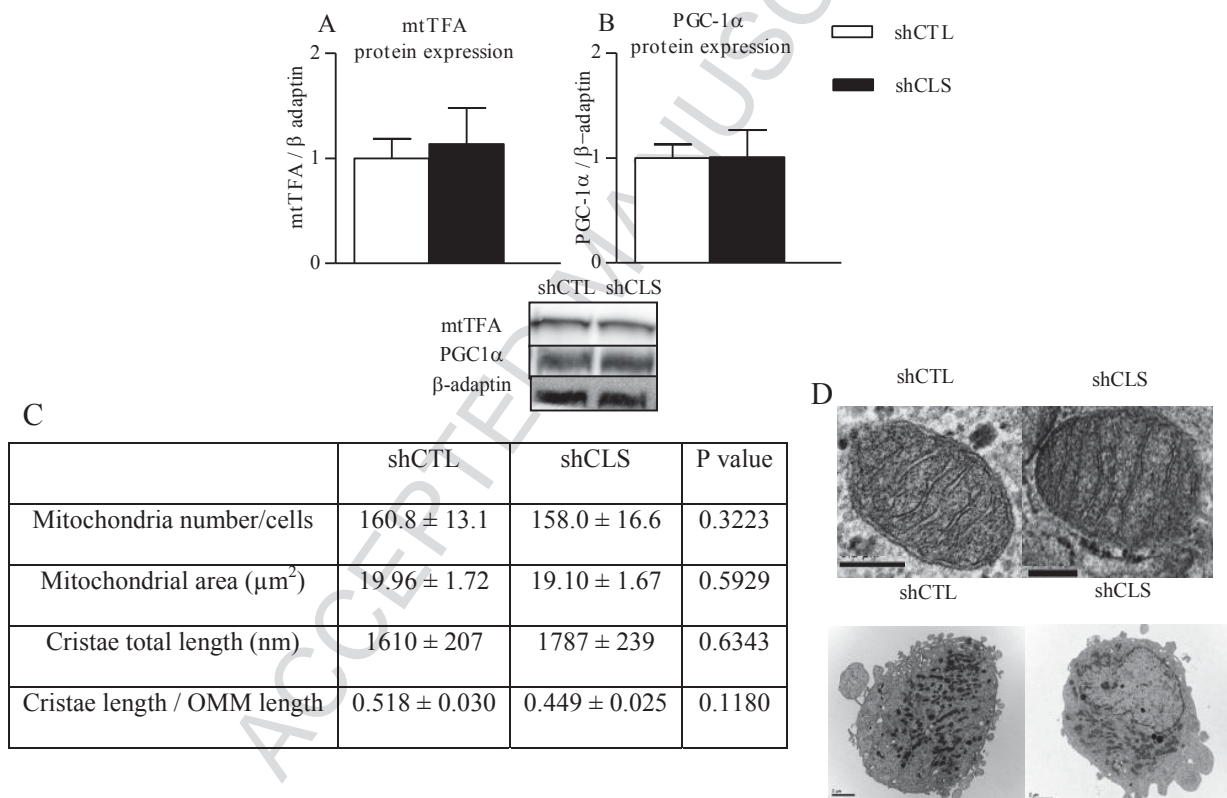 A
mtTFA
protein expression
2
1
0
mtTFA / β adaptin
B
PGC-1α
protein expression
2
1
0
PGC-1α / β–adaptin
shCTL
shCLS
shCTL shCLS
mtTFA
PGC1α
β-adaptin
C
shCTL shCLS P value
Mitochondria number/cells 160.8 ± 13.1 158.0 ± 16.6 0.3223
Mitochondrial area (µm²) 19.96 ± 1.72 19.10 ± 1.67 0.5929
Cristae total length (nm) 1610 ± 207 1787 ± 239 0.6343
Cristae length / OMM length 0.518 ± 0.030 0.449 ± 0.025 0.1180
D
shCTL shCLS
shCTL shCLS
2 µm
ACCEPTED MANUSC